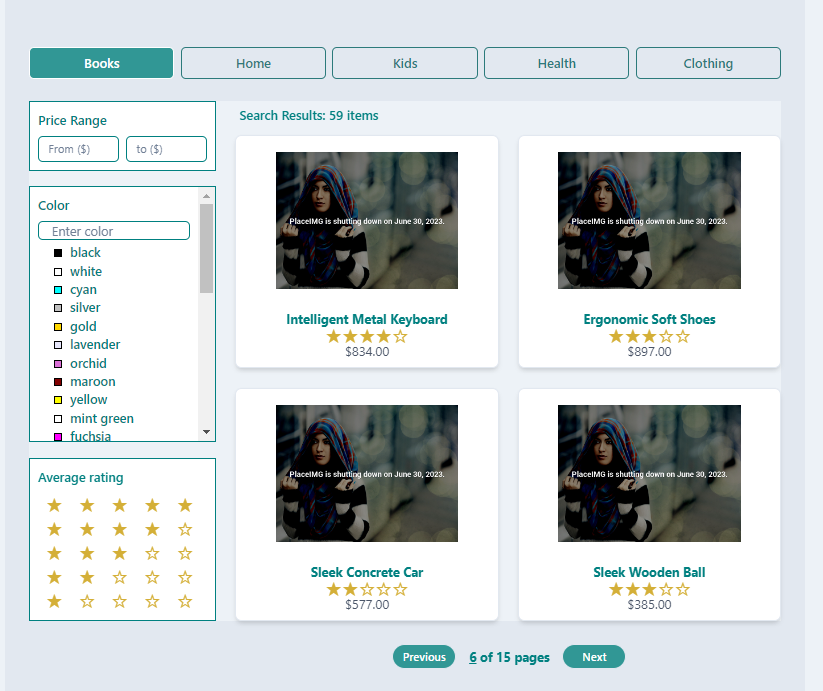 Books Home Kids Health Clothing
Price Range
From ($) to ($)
Color
Enter color
black
white
cyan
silver
gold
lavender
orchid
maroon
yellow
mint green
fuchsia
Average rating
Search Results: 59 items
PlaceIMG is shutting down on June 30, 2023.
Intelligent Metal Keyboard
$834.00
PlaceIMG is shutting down on June 30, 2023.
Ergonomic Soft Shoes
$897.00
PlaceIMG is shutting down on June 30, 2023.
Sleek Concrete Car
$577.00
PlaceIMG is shutting down on June 30, 2023.
Sleek Wooden Ball
$385.00
Previous 6 of 15 pages Next